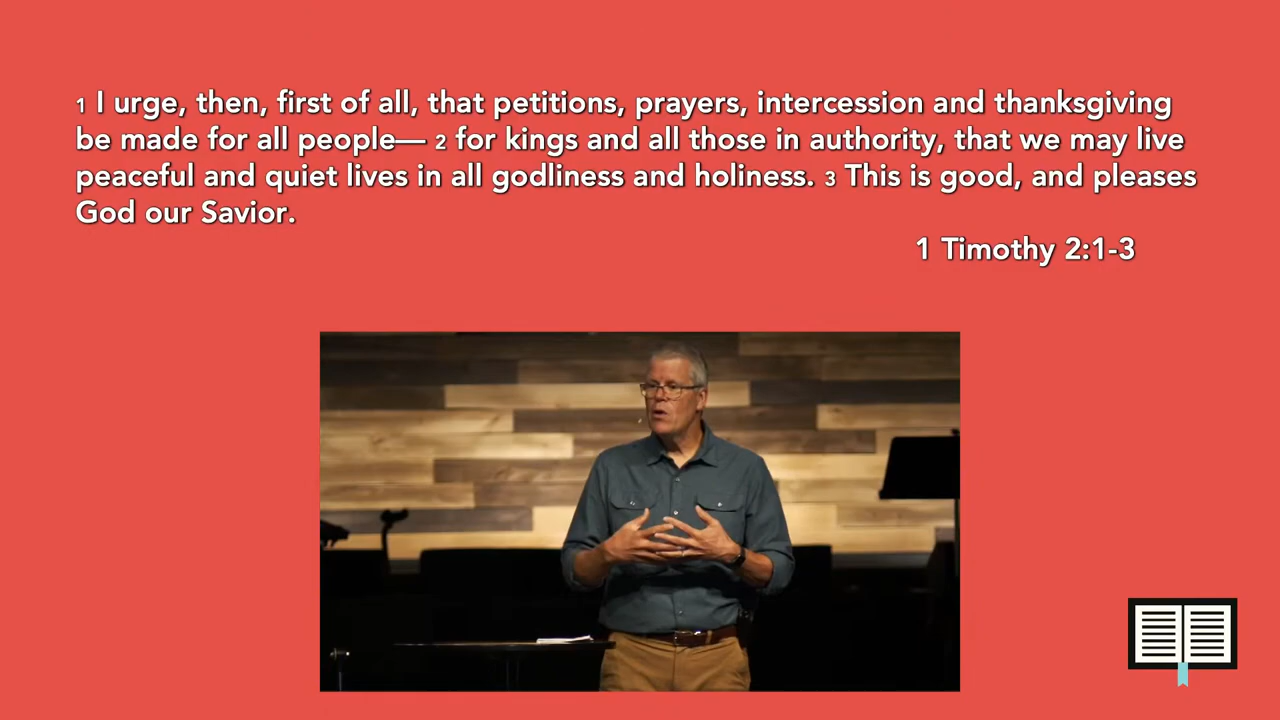 1 I urge, then, first of all, that petitions, prayers, intercession and thanksgiving
be made for all people— 2 for kings and all those in authority, that we may live
peaceful and quiet lives in all godliness and holiness. 3 This is good, and pleases
God our Savior.
1 Timothy 2:1-3